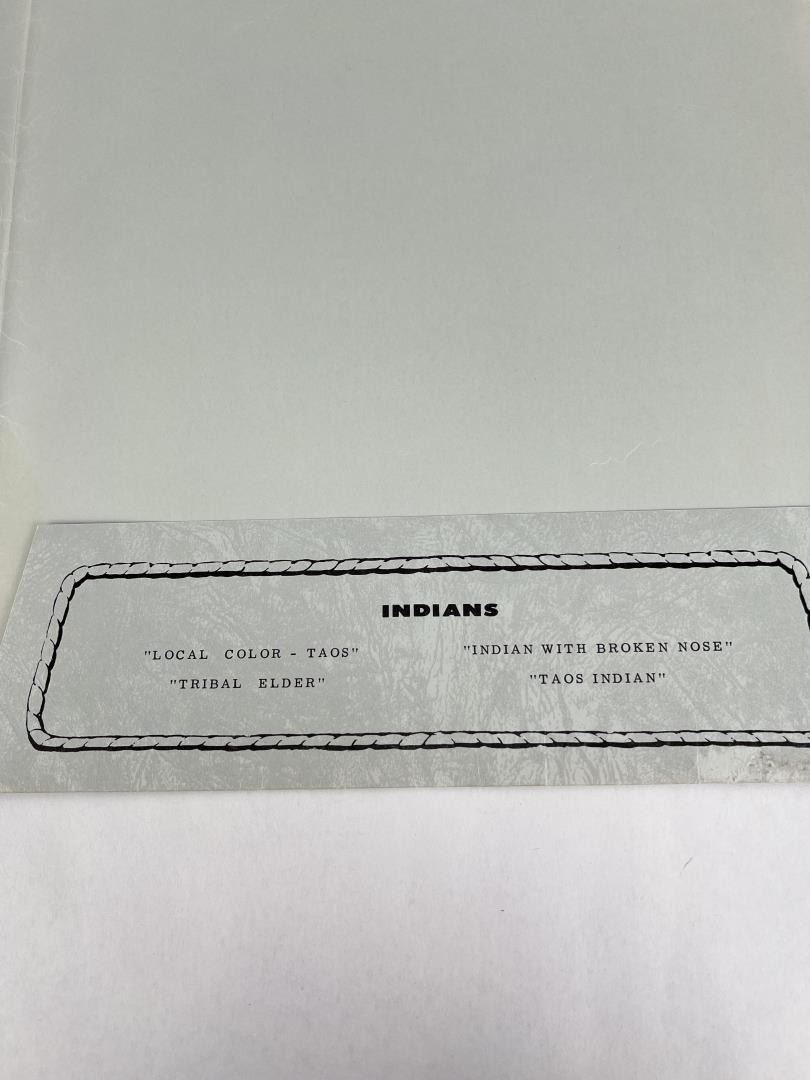 INDIANS
"LOCAL COLOR - TAOS" "INDIAN WITH BROKEN NOSE"
"TRIBAL ELDER" "TAOS INDIAN"